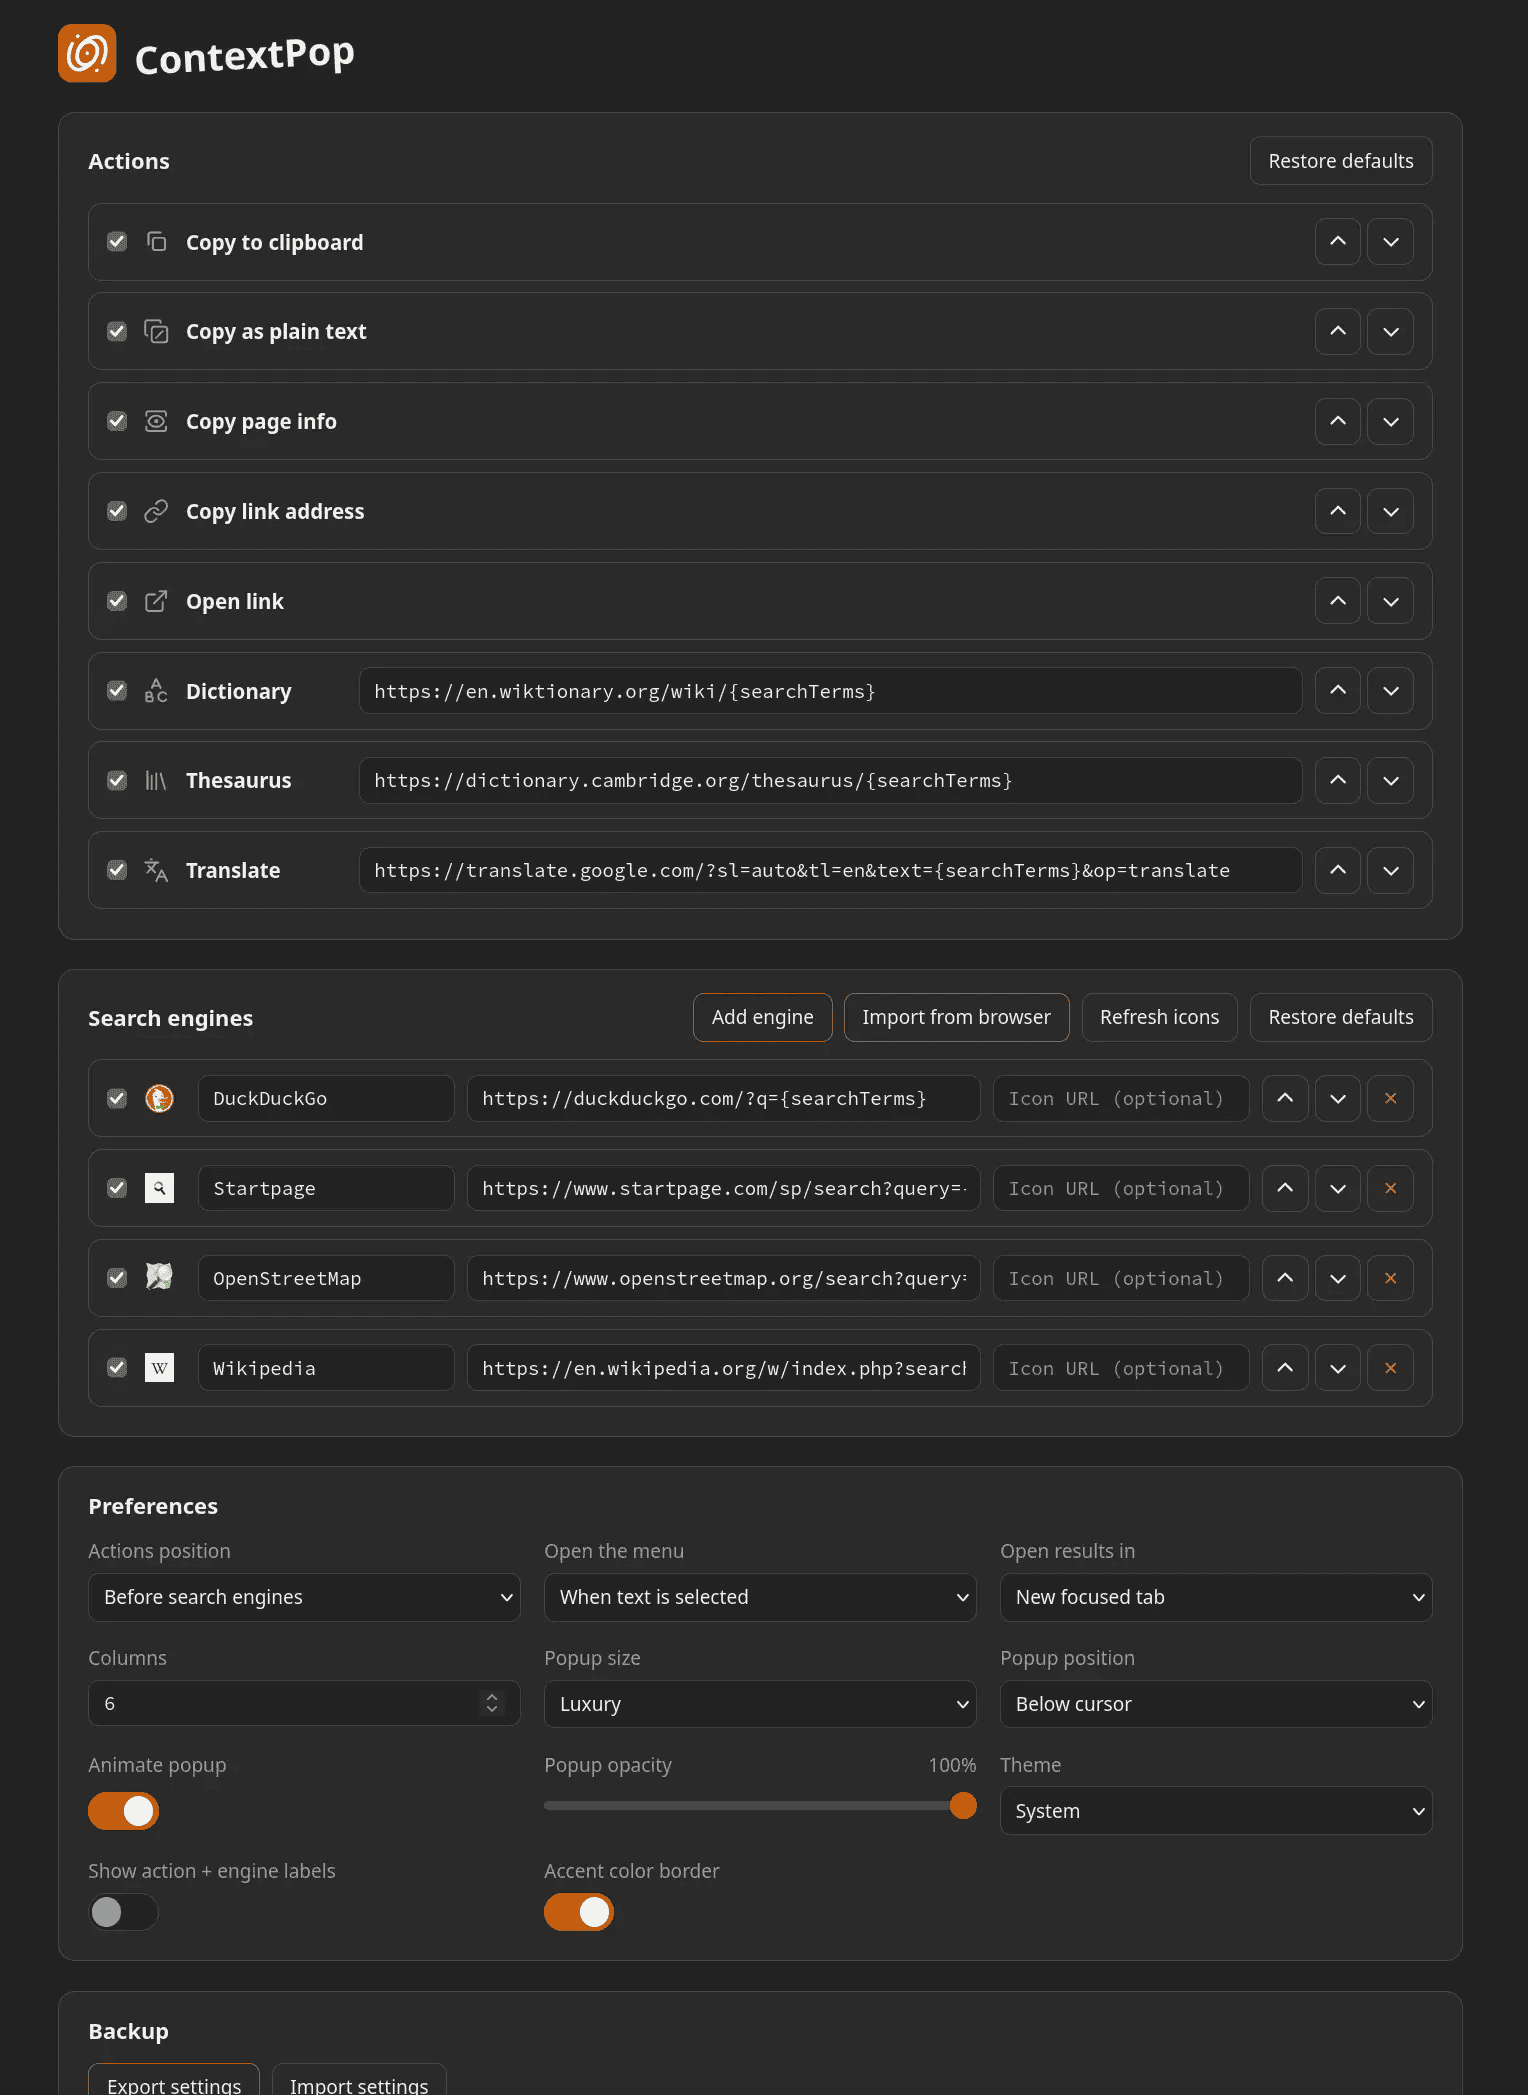 ContextPop
Actions
Restore defaults
Copy to clipboard
Copy as plain text
Copy page info
Copy link address
Open link
Dictionary https://en.wiktionary.org/wiki/{searchTerms}
Thesaurus https://dictionary.cambridge.org/thesaurus/{searchTerms}
Translate https://translate.google.com/?sl=auto&tl=en&text={searchTerms}&op=translate
Search engines
Add engine Import from browser Refresh icons Restore defaults
DuckDuckGo https://duckduckgo.com/?q={searchTerms} Icon URL (optional)
Startpage https://www.startpage.com/sp/search?query= Icon URL (optional)
OpenStreetMap https://www.openstreetmap.org/search?query Icon URL (optional)
W Wikipedia https://en.wikipedia.org/w/index.php?search Icon URL (optional)
Preferences
Actions position Open the menu Open results in
Before search engines When text is selected New focused tab
Columns Popup size Popup position
6 Luxury Below cursor
Animate popup Popup opacity 100% Theme
System
Show action + engine labels Accent color border
Backup
Export settings Import settings